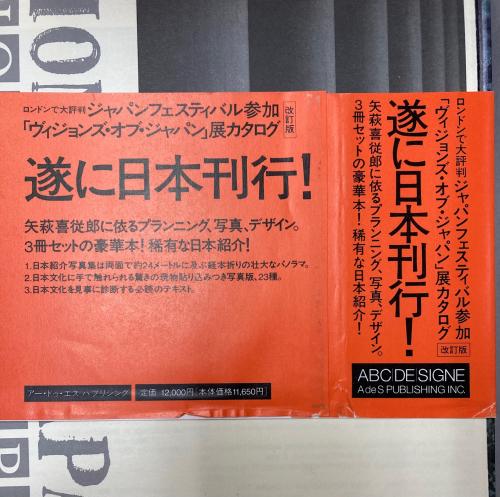 ロンドンで大評判ジャパンフェスティバル参加
「ヴィジョンズ・オブ・ジャパン」展カタログ 改訂版
遂に日本刊行!
矢萩喜従郎に依るプランニング、写真、デザイン。
3冊セットの豪華本! 稀有な日本紹介!
1.日本紹介写真集は両面で約24メートルに及ぶ経本折りの壮大なパノラマ。
2.日本文化に手で触れられる驚きの現物貼り込みつき写真版、23種。
3.日本文化を見事に診断する必読のテキスト。
アー・ドゥ・エス・パブリシング 定価 12,000円[本体価格11,650円]
ロンドンで大評判ジャパンフェスティバル参加
「ヴィジョンズ・オブ・ジャパン」展カタログ 改訂版
遂に日本刊行!
矢萩喜従郎に依るプランニング、写真、デザイン。
3冊セットの豪華本! 稀有な日本紹介!
ABC|DE|SIGNE
AdeS PUBLISHING INC.